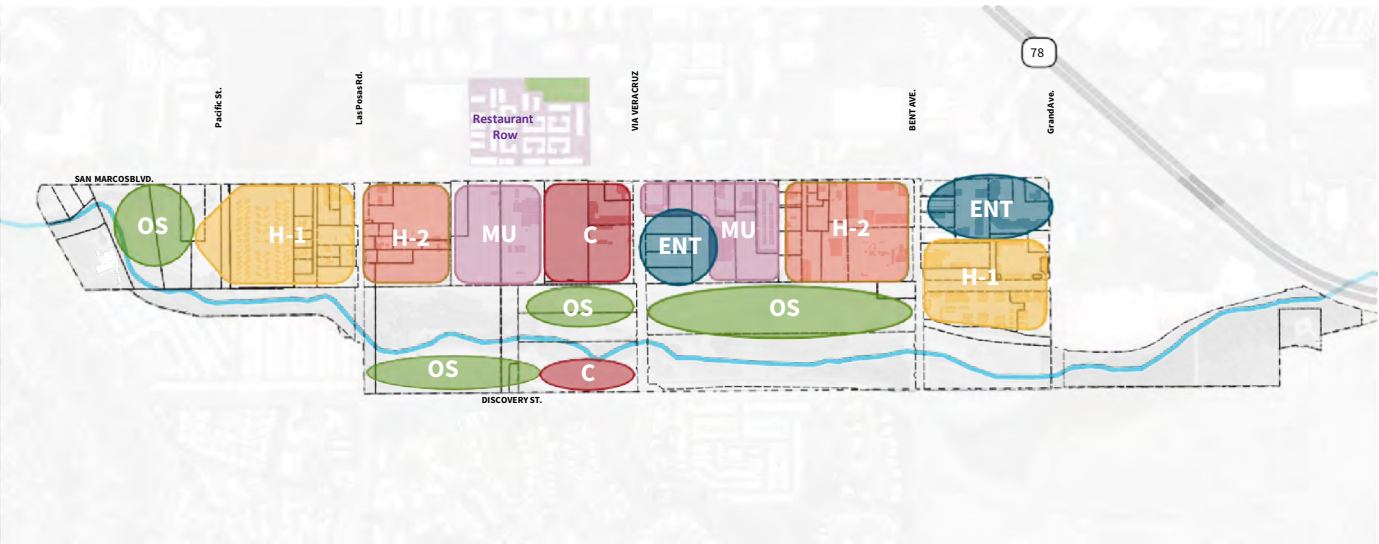 78
Pacific St.
Las Posas Rd.
VIA VERACRUZ
BENT AVE.
Grand Ave.
Restaurant
Row
SAN MARCOSBLVD.
OS
H-1
H-2
MU
C
ENT
MU
H-2
ENT
H-1
OS
OS
OS
C
DISCOVERY ST.